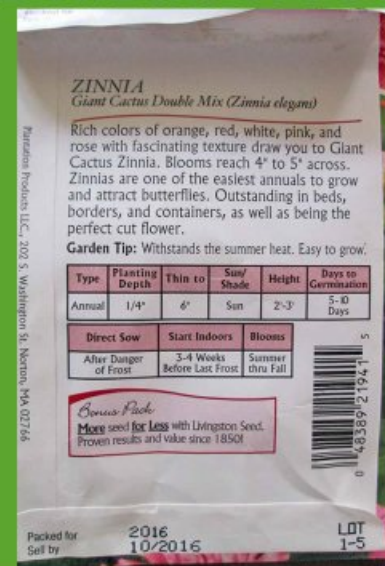 ZINNIA
Giant Cactus Double Mix (Zinnia elegans)
Rich colors of orange, red, white, pink, and
rose with fascinating texture draw you to Giant
Cactus Zinnia. Blooms reach 4" to 5" across.
Zinnias are one of the easiest annuals to grow
and attract butterflies. Outstanding in beds,
borders, and containers, as well as being the
perfect cut flower.
Garden Tip: Withstands the summer heat. Easy to grow.
Type Planting Depth Thin to Sun/Shade Height Days to Germination
Annual 1/4" 6" Sun 2'-3' 5-10 Days
Direct Sow Start Indoors Blooms
After Danger of Frost 3-4 Weeks Before Last Frost Summer thru Fall
Bonus Pack
More seed for Less with Livingston Seed.
Proven results and value since 1850!
Plantation Products LLC., 202 S. Washington St. Norton, MA 02766
0 48389 21941 5
Packed for 2016 LOT
Sell by 10/2016 1-5